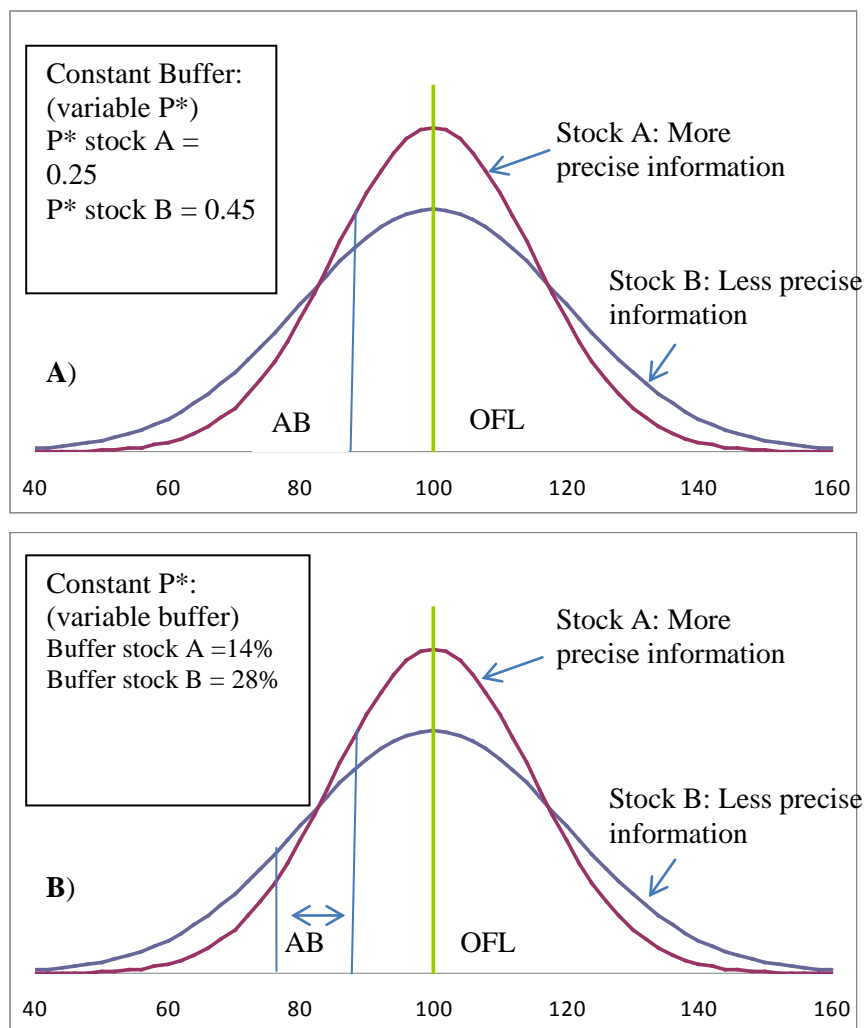 Constant Buffer:
(variable P*)
P* stock A =
0.25
P* stock B = 0.45
Stock A: More
precise information
Stock B: Less precise
information
A)
AB
OFL
40 60 80 100 120 140 160
Constant P*:
(variable buffer)
Buffer stock A =14%
Buffer stock B = 28%
Stock A: More
precise information
Stock B: Less precise
information
B)
AB
OFL
40 60 80 100 120 140 160